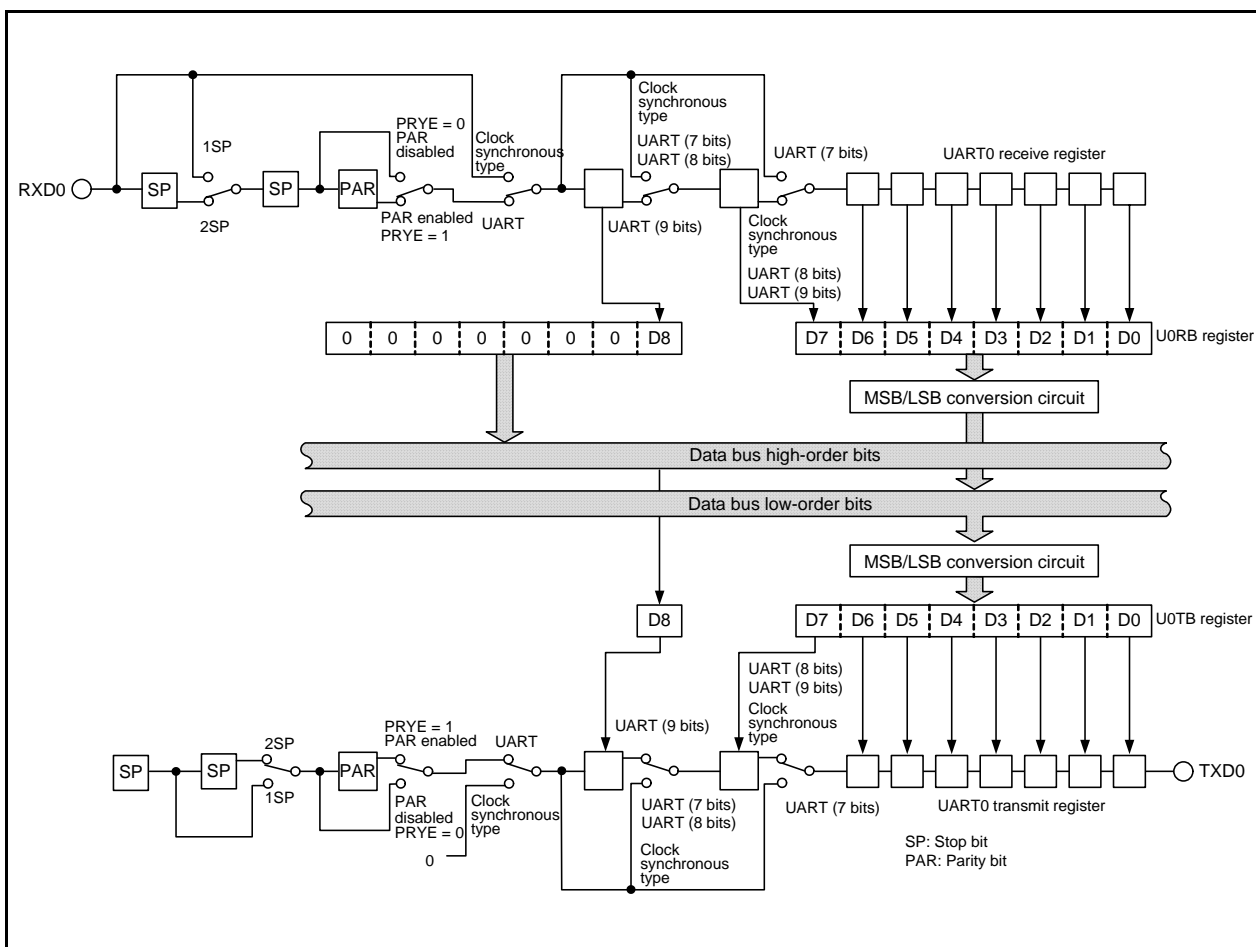 Clock
synchronous
type
PRYE = 0
PAR
disabled
Clock
synchronous
type
1SP
UART (7 bits)
UART (8 bits)
UART (7 bits)
UART0 receive register
RXD0
SP
SP
PAR
2SP
PAR enabled
PRYE = 1
UART
UART (9 bits)
Clock
synchronous
type
UART (8 bits)
UART (9 bits)
0 0 0 0 0 0 0 D8
D7 D6 D5 D4 D3 D2 D1 D0
U0RB register
MSB/LSB conversion circuit
Data bus high-order bits
Data bus low-order bits
MSB/LSB conversion circuit
D8
D7 D6 D5 D4 D3 D2 D1 D0
U0TB register
UART (8 bits)
UART (9 bits)
Clock
synchronous
type
PRYE = 1
PAR enabled
UART
UART (9 bits)
2SP
SP
SP
PAR
TXD0
1SP
PAR
disabled
PRYE = 0
0
Clock
synchronous
type
UART (7 bits)
UART (8 bits)
Clock
synchronous
type
UART (7 bits)
UART0 transmit register
SP: Stop bit
PAR: Parity bit